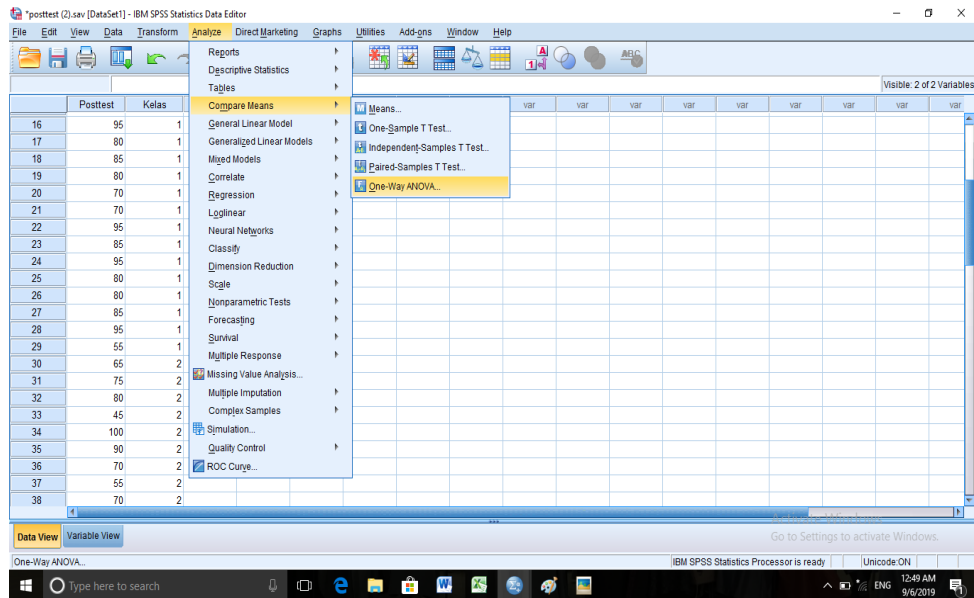 *posttest (2).sav [DataSet1] - IBM SPSS Statistics Data Editor
File Edit View Data Transform Analyze Direct Marketing Graphs Utilities Add-ons Window Help
Visible: 2 of 2 Variables
Posttest Kelas var var var var var var var var var
16 95 1
17 80 1
18 85 1
19 80 1
20 70 1
21 70 1
22 95 1
23 85 1
24 95 1
25 80 1
26 80 1
27 85 1
28 95 1
29 55 1
30 65 2
31 75 2
32 80 2
33 45 2
34 100 2
35 90 2
36 70 2
37 55 2
38 70 2
Reports
Descriptive Statistics
Tables
Compare Means
General Linear Model
Generalized Linear Models
Mixed Models
Correlate
Regression
Loglinear
Neural Networks
Classify
Dimension Reduction
Scale
Nonparametric Tests
Forecasting
Survival
Multiple Response
Missing Value Analysis...
Multiple Imputation
Complex Samples
Simulation...
Quality Control
ROC Curve...
Means...
One-Sample T Test...
Independent-Samples T Test...
Paired-Samples T Test...
One-Way ANOVA...
Data View Variable View
Go to Settings to activate Windows.
One-Way ANOVA...
IBM SPSS Statistics Processor is ready Unicode:ON
Type here to search
ENG
12:49 AM
9/6/2019